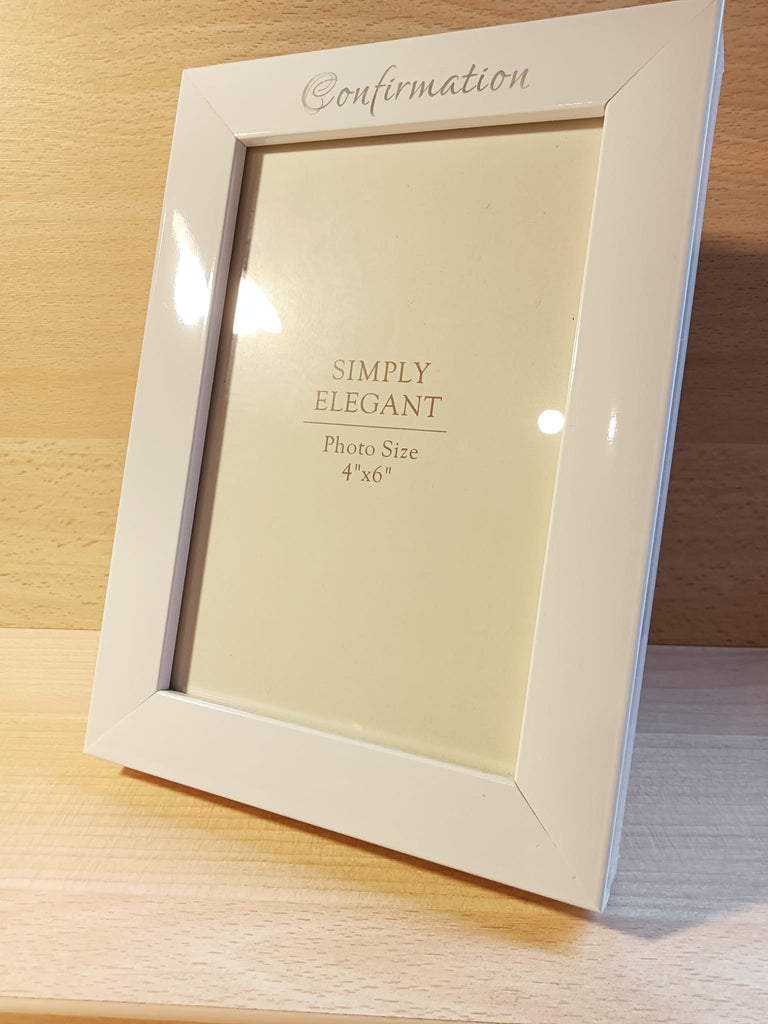 Confirmation
SIMPLY
ELEGANT
Photo Size
4"x6"